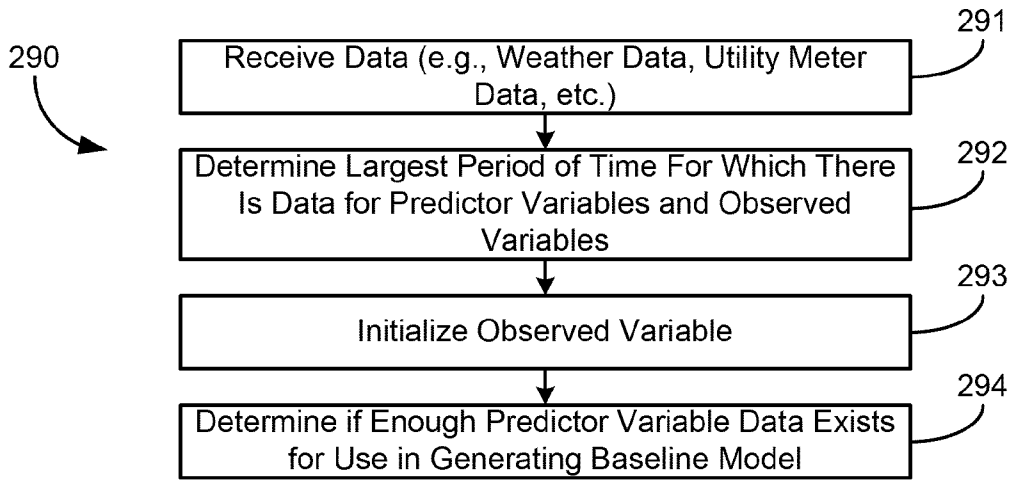 290
291
Receive Data (e.g., Weather Data, Utility Meter
Data, etc.)
292
Determine Largest Period of Time For Which There
Is Data for Predictor Variables and Observed
Variables
293
Initialize Observed Variable
294
Determine if Enough Predictor Variable Data Exists
for Use in Generating Baseline Model